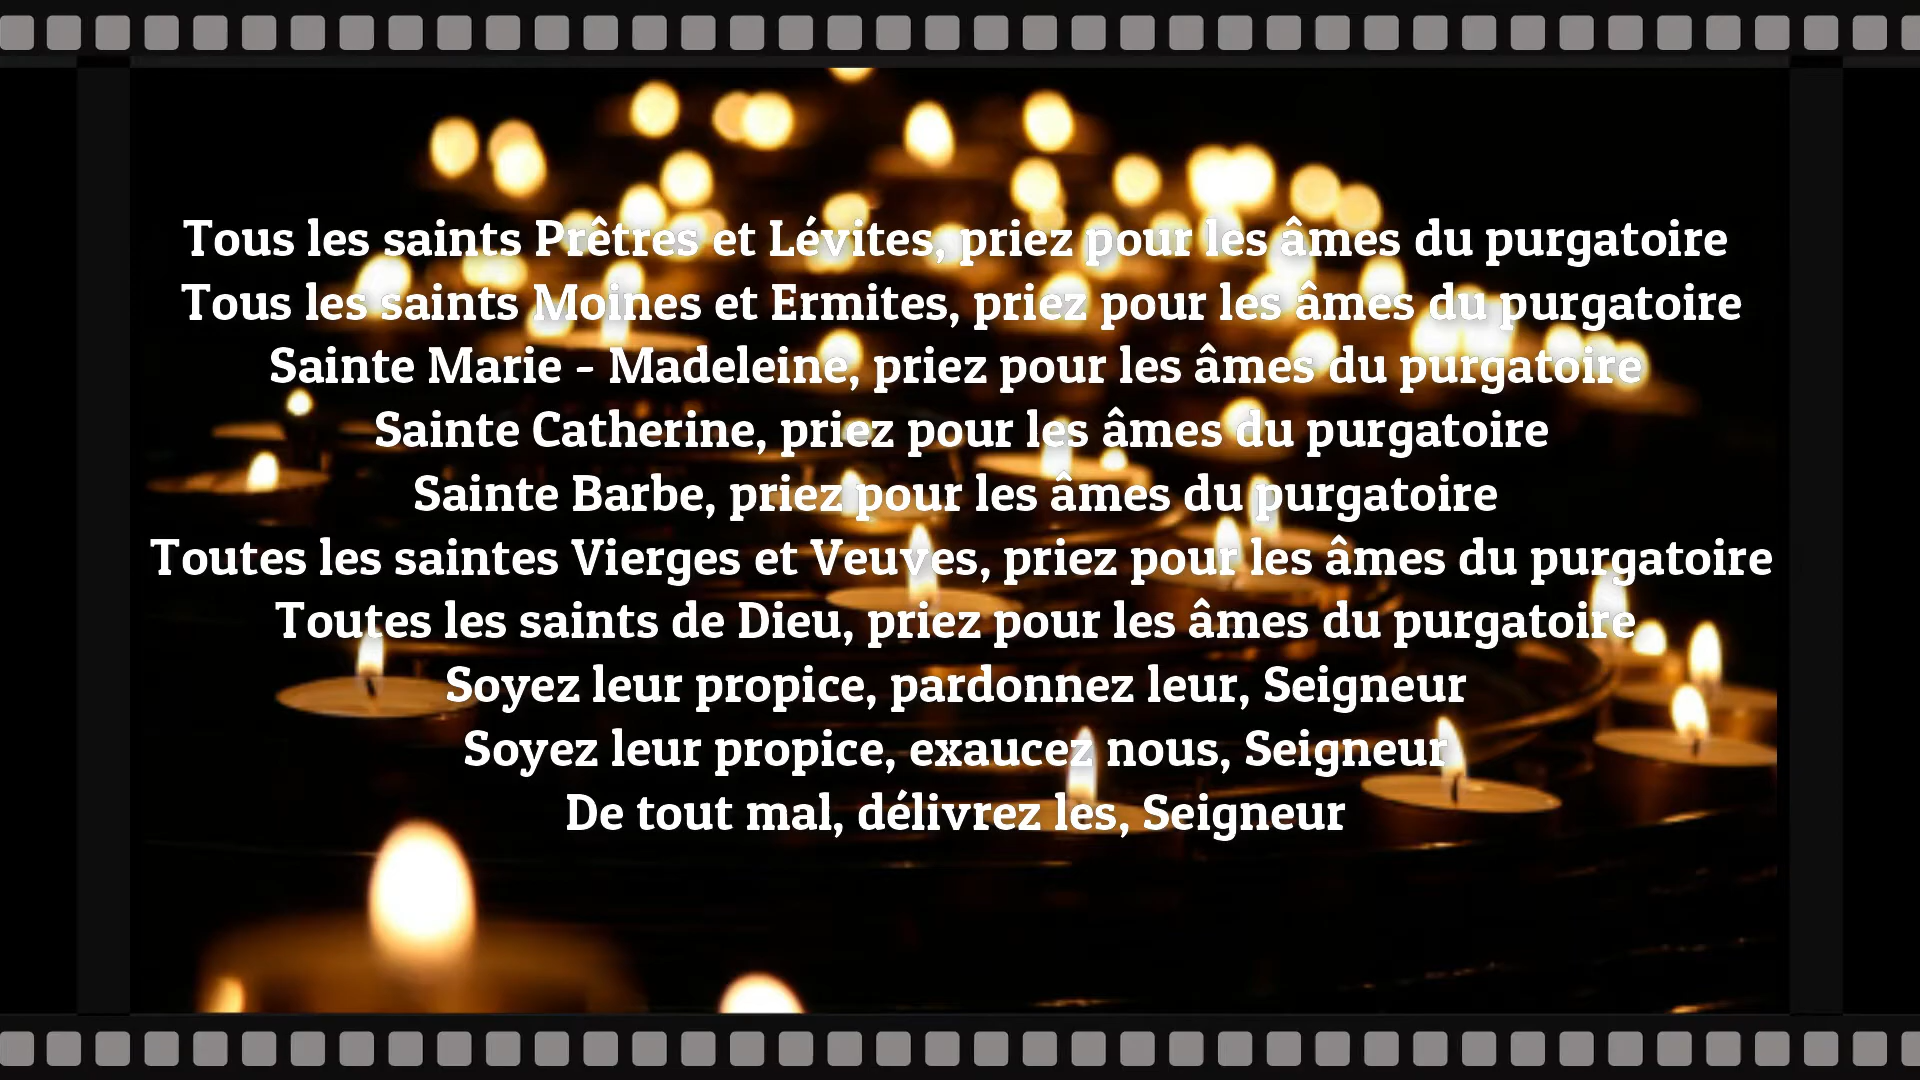 Tous les saints Prêtres et Lévites, priez pour les âmes du purgatoire
Tous les saints Moines et Ermites, priez pour les âmes du purgatoire
Sainte Marie - Madeleine, priez pour les âmes du purgatoire
Sainte Catherine, priez pour les âmes du purgatoire
Sainte Barbe, priez pour les âmes du purgatoire
Toutes les saintes Vierges et Veuves, priez pour les âmes du purgatoire
Toutes les saints de Dieu, priez pour les âmes du purgatoire
Soyez leur propice, pardonnez leur, Seigneur
Soyez leur propice, exaucez nous, Seigneur
De tout mal, délivrez les, Seigneur